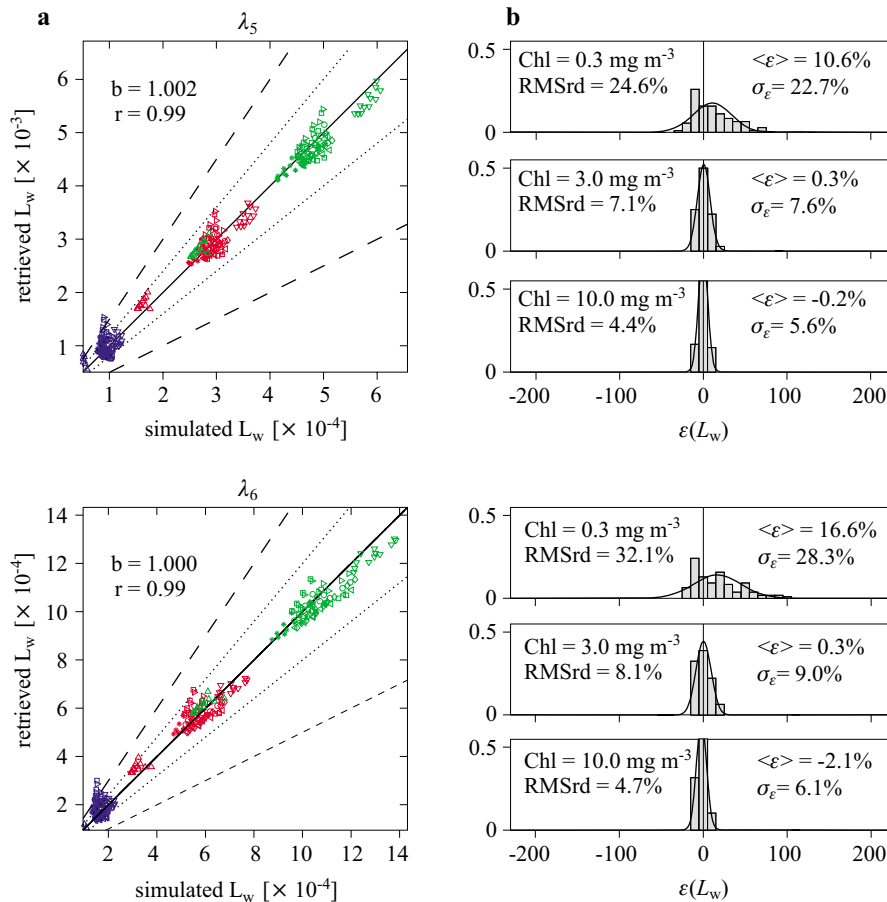 a
b
λ5
6
5
4
3
2
1
retrieved Lw [× 10-3)
b = 1.002
r = 0.99
1 2 3 4 5 6
simulated Lw [× 10-4)
0.5
0
Chl = 0.3 mg m-3
RMSrd = 24.6%
<ε> = 10.6%
σε = 22.7%
0.5
0
Chl = 3.0 mg m-3
RMSrd = 7.1%
<ε> = 0.3%
σε = 7.6%
0.5
0
Chl = 10.0 mg m-3
RMSrd = 4.4%
<ε> = -0.2%
σε = 5.6%
-200 -100 0 100 200
ε(Lw)
λ6
14
12
10
8
6
4
2
retrieved Lw [× 10-4)
b = 1.000
r = 0.99
2 4 6 8 10 12 14
simulated Lw [× 10-4)
0.5
0
Chl = 0.3 mg m-3
RMSrd = 32.1%
<ε> = 16.6%
σε= 28.3%
0.5
0
Chl = 3.0 mg m-3
RMSrd = 8.1%
<ε> = 0.3%
σε= 9.0%
0.5
0
Chl = 10.0 mg m-3
RMSrd = 4.7%
<ε> = -2.1%
σε= 6.1%
-200 -100 0 100 200
ε(Lw)